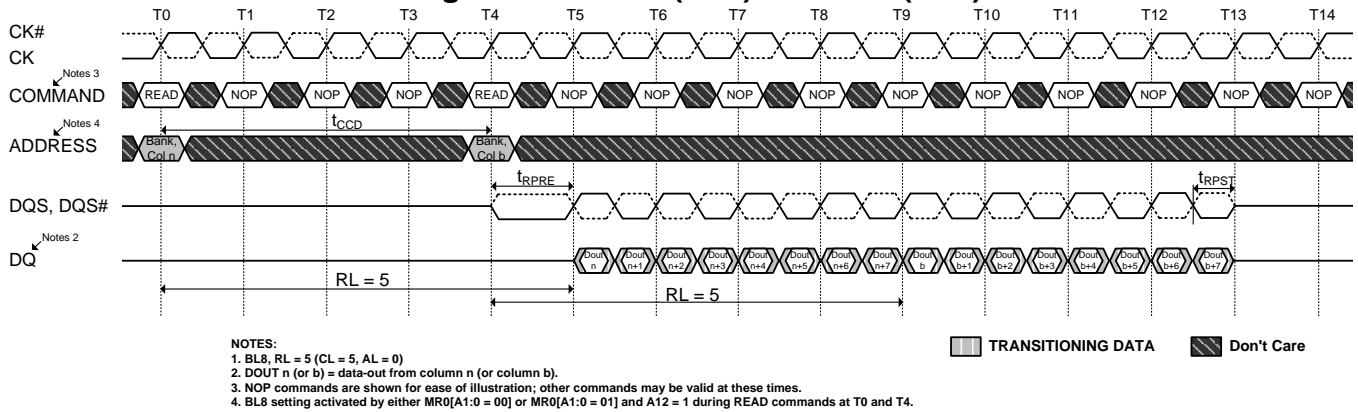 T0 T1 T2 T3 T4 T5 T6 T7 T8 T9 T10 T11 T12 T13 T14
CK#
CK
Notes 3
COMMAND READ NOP NOP NOP READ NOP NOP NOP NOP NOP NOP NOP NOP NOP NOP
tCCD
Notes 4
ADDRESS Bank, Col n Bank, Col b
tRPRE tRPST
DQS, DQS#
Notes 2
DQ Dout n Dout n+1 Dout n+2 Dout n+3 Dout n+4 Dout n+5 Dout n+6 Dout n+7 Dout b Dout b+1 Dout b+2 Dout b+3 Dout b+4 Dout b+5 Dout b+6 Dout b+7
RL = 5 RL = 5
NOTES:
1. BL8, RL = 5 (CL = 5, AL = 0)
2. DOUT n (or b) = data-out from column n (or column b).
3. NOP commands are shown for ease of illustration; other commands may be valid at these times.
4. BL8 setting activated by either MR0[A1:0 = 00] or MR0[A1:0 = 01] and A12 = 1 during READ commands at T0 and T4.
TRANSITIONING DATA Don't Care